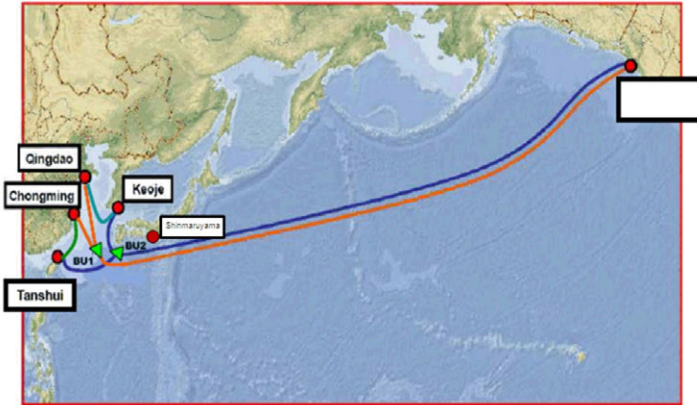 Qingdao
Chongming
Keoje
Shinmaruyama
BU1
BU2
Tanshui